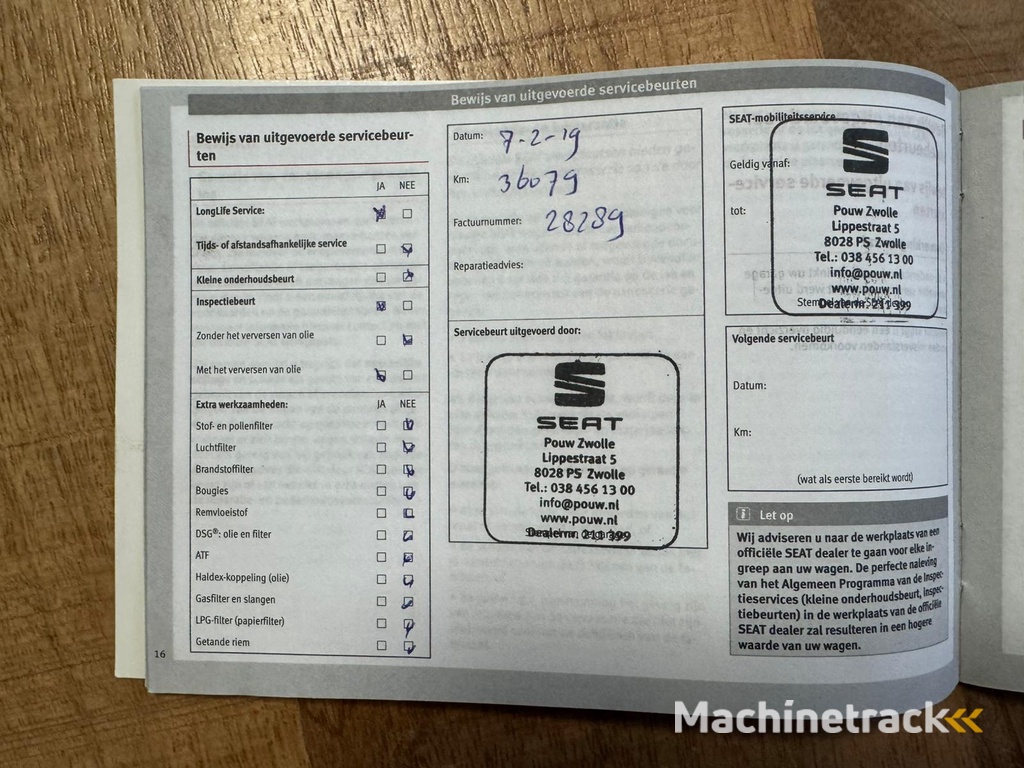 Bewijs van uitgevoerde servicebeurten
Bewijs van uitgevoerde servicebeur-
ten
JA NEE
LongLife Service:
Tijds- of afstandsafhankelijke service
Kleine onderhoudsbeurt
Inspectiebeurt
Zonder het verversen van olie
Met het verversen van olie
Extra werkzaamheden: JA NEE
Stof- en pollenfilter
Luchtfilter
Brandstoffilter
Bougies
Remvloeistof
DSG®: olie en filter
ATF
Haldex-koppeling (olie)
Gasfilter en slangen
LPG-filter (papierfilter)
Getande riem
16
Datum: 7-2-19
Km: 36079
Factuurnummer: 28289
Reparatieadvies:
Servicebeurt uitgevoerd door:
SEAT
Pouw Zwolle
Lippestraat 5
8028 PS Zwolle
Tel.: 038 456 13 00
info@pouw.nl
www.pouw.nl
Dealernr. 211 399
SEAT-mobiliteitsservice
Geldig vanaf:
tot:
SEAT
Pouw Zwolle
Lippestraat 5
8028 PS Zwolle
Tel.: 038 456 13 00
info@pouw.nl
www.pouw.nl
Dealernr. 211 399
Volgende servicebeurt
Datum:
Km:
(wat als eerste bereikt wordt)
i Let op
Wij adviseren u naar de werkplaats van een
officiële SEAT dealer te gaan voor elke in-
greep aan uw wagen. De perfecte naleving
van het Algemeen Programma van de Inspec-
tieservices (kleine onderhoudsbeurt, inspec-
tiebeurten) in de werkplaats van de officiële
SEAT dealer zal resulteren in een hogere
waarde van uw wagen.
Machinetrack